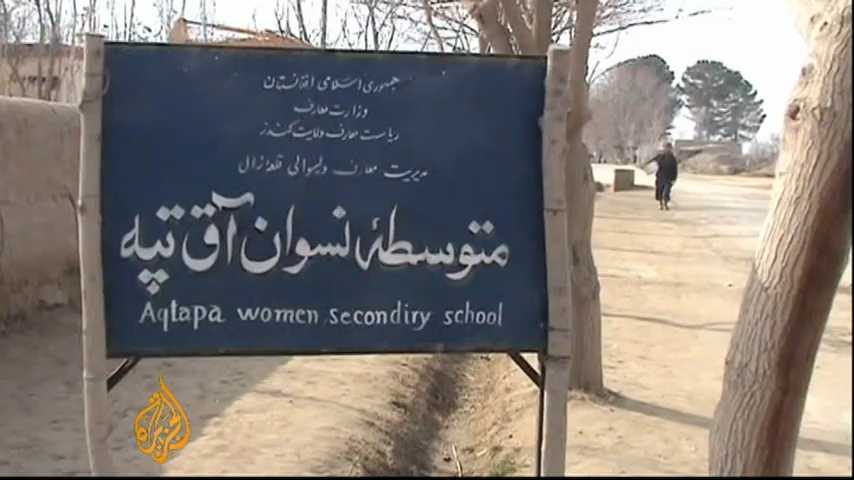 جمهوری اسلامی افغانستان
وزارت معارف
ریاست معارف ولایت کندز
مدیریت معارف ولسوالی قلعه زال
متوسطهٔ نسوان آق تپه
Aqtapa women secondiry school
الجزيرة